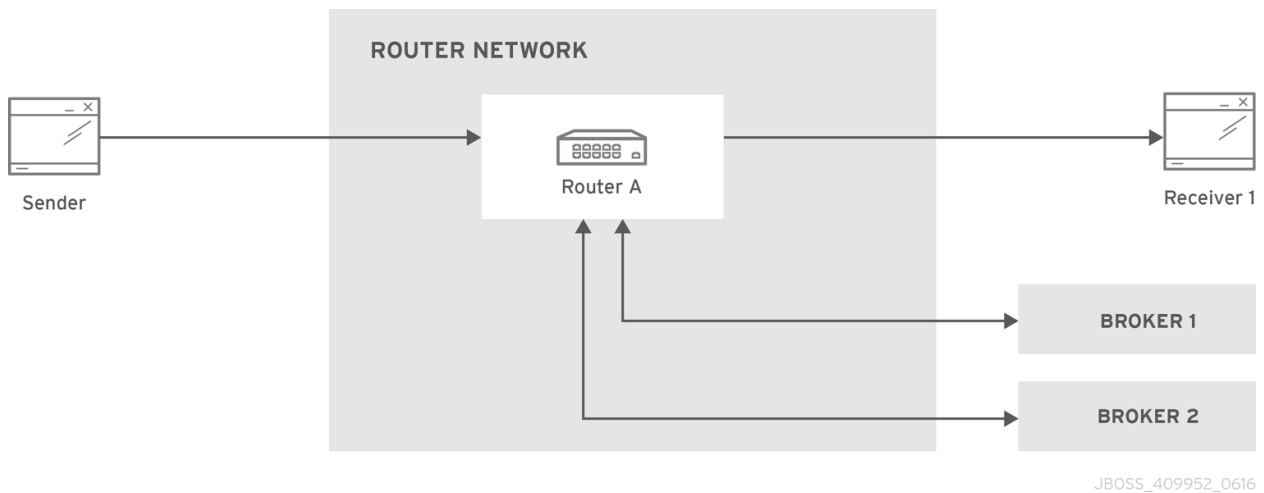 ROUTER NETWORK
Router A
Sender
Receiver 1
BROKER 1
BROKER 2
JBOSS_409952_0616